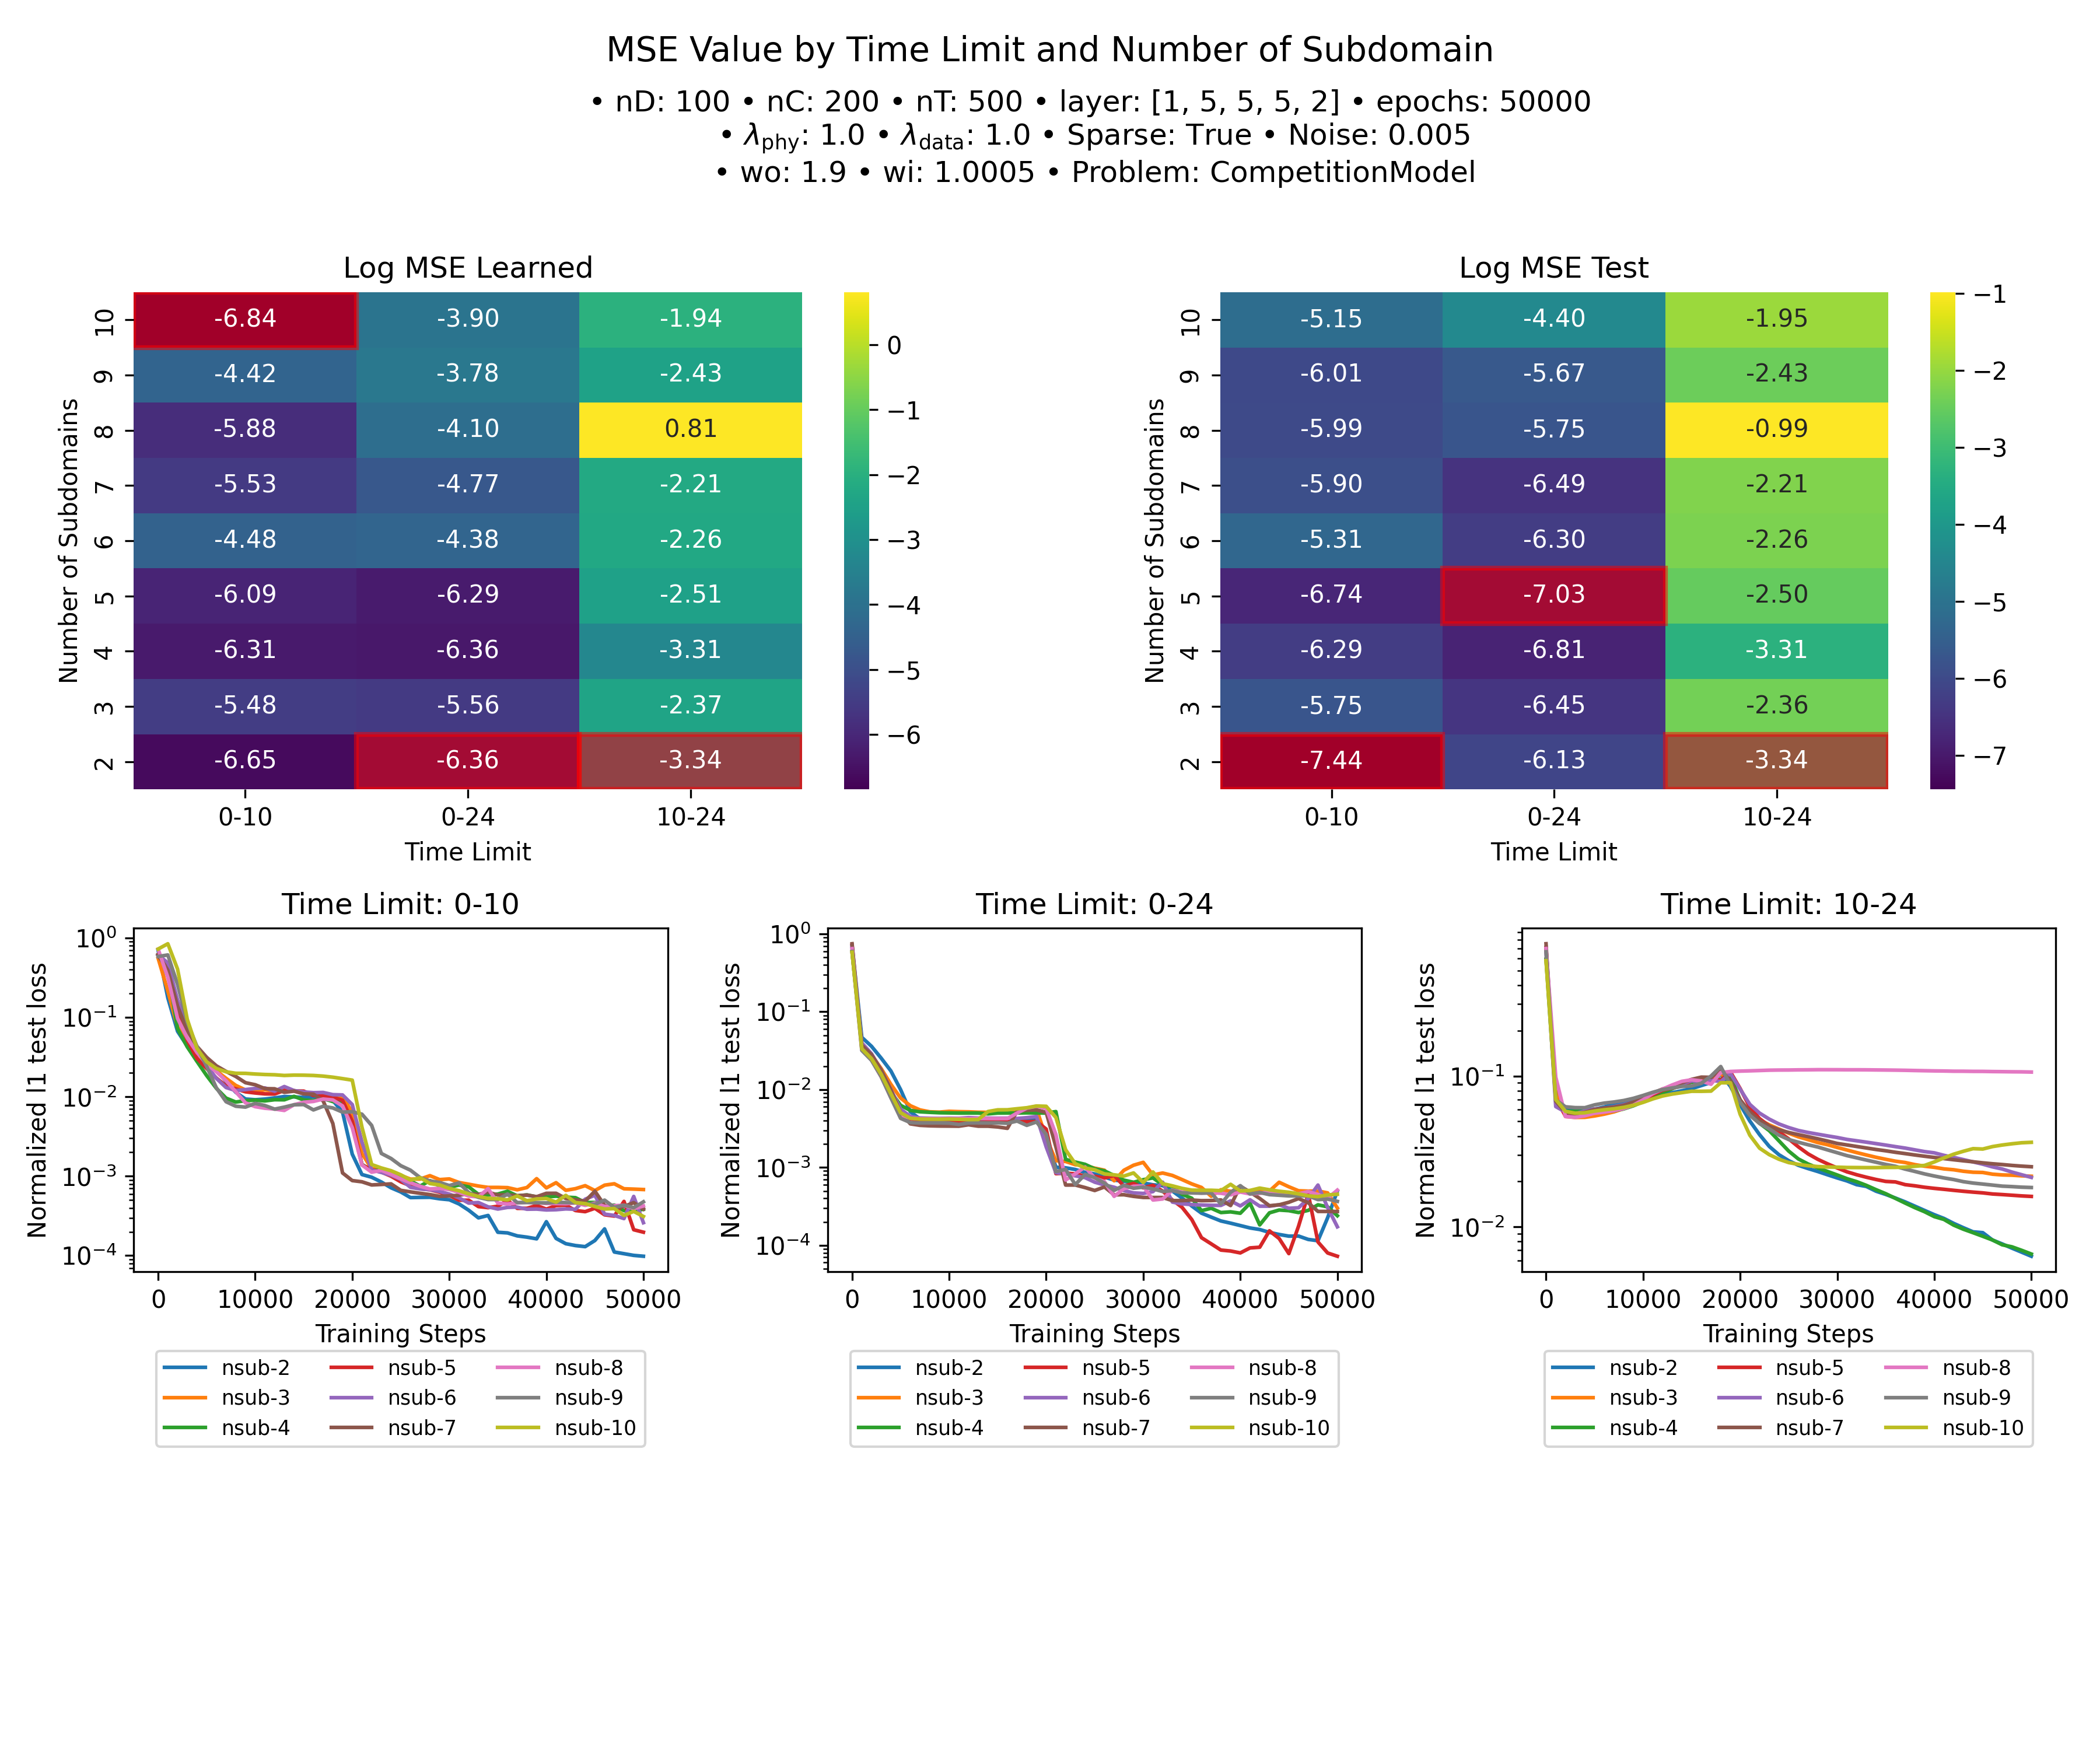 MSE Value by Time Limit and Number of Subdomain
• nD: 100 • nC: 200 • nT: 500 • layer: [1, 5, 5, 5, 2] • epochs: 50000
• λphy: 1.0 • λdata: 1.0 • Sparse: True • Noise: 0.005
• wo: 1.9 • wi: 1.0005 • Problem: CompetitionModel
Log MSE Learned
Number of Subdomains
10 -6.84 -3.90 -1.94
9 -4.42 -3.78 -2.43
8 -5.88 -4.10 0.81
7 -5.53 -4.77 -2.21
6 -4.48 -4.38 -2.26
5 -6.09 -6.29 -2.51
4 -6.31 -6.36 -3.31
3 -5.48 -5.56 -2.37
2 -6.65 -6.36 -3.34
0-10 0-24 10-24
Time Limit
0
−1
−2
−3
−4
−5
−6
Log MSE Test
Number of Subdomains
10 -5.15 -4.40 -1.95
9 -6.01 -5.67 -2.43
8 -5.99 -5.75 -0.99
7 -5.90 -6.49 -2.21
6 -5.31 -6.30 -2.26
5 -6.74 -7.03 -2.50
4 -6.29 -6.81 -3.31
3 -5.75 -6.45 -2.36
2 -7.44 -6.13 -3.34
0-10 0-24 10-24
Time Limit
−1
−2
−3
−4
−5
−6
−7
Time Limit: 0-10
Normalized l1 test loss
10⁰
10⁻¹
10⁻²
10⁻³
10⁻⁴
0 10000 20000 30000 40000 50000
Training Steps
nsub-2 nsub-5 nsub-8
nsub-3 nsub-6 nsub-9
nsub-4 nsub-7 nsub-10
Time Limit: 0-24
Normalized l1 test loss
10⁰
10⁻¹
10⁻²
10⁻³
10⁻⁴
0 10000 20000 30000 40000 50000
Training Steps
nsub-2 nsub-5 nsub-8
nsub-3 nsub-6 nsub-9
nsub-4 nsub-7 nsub-10
Time Limit: 10-24
Normalized l1 test loss
10⁻¹
10⁻²
0 10000 20000 30000 40000 50000
Training Steps
nsub-2 nsub-5 nsub-8
nsub-3 nsub-6 nsub-9
nsub-4 nsub-7 nsub-10